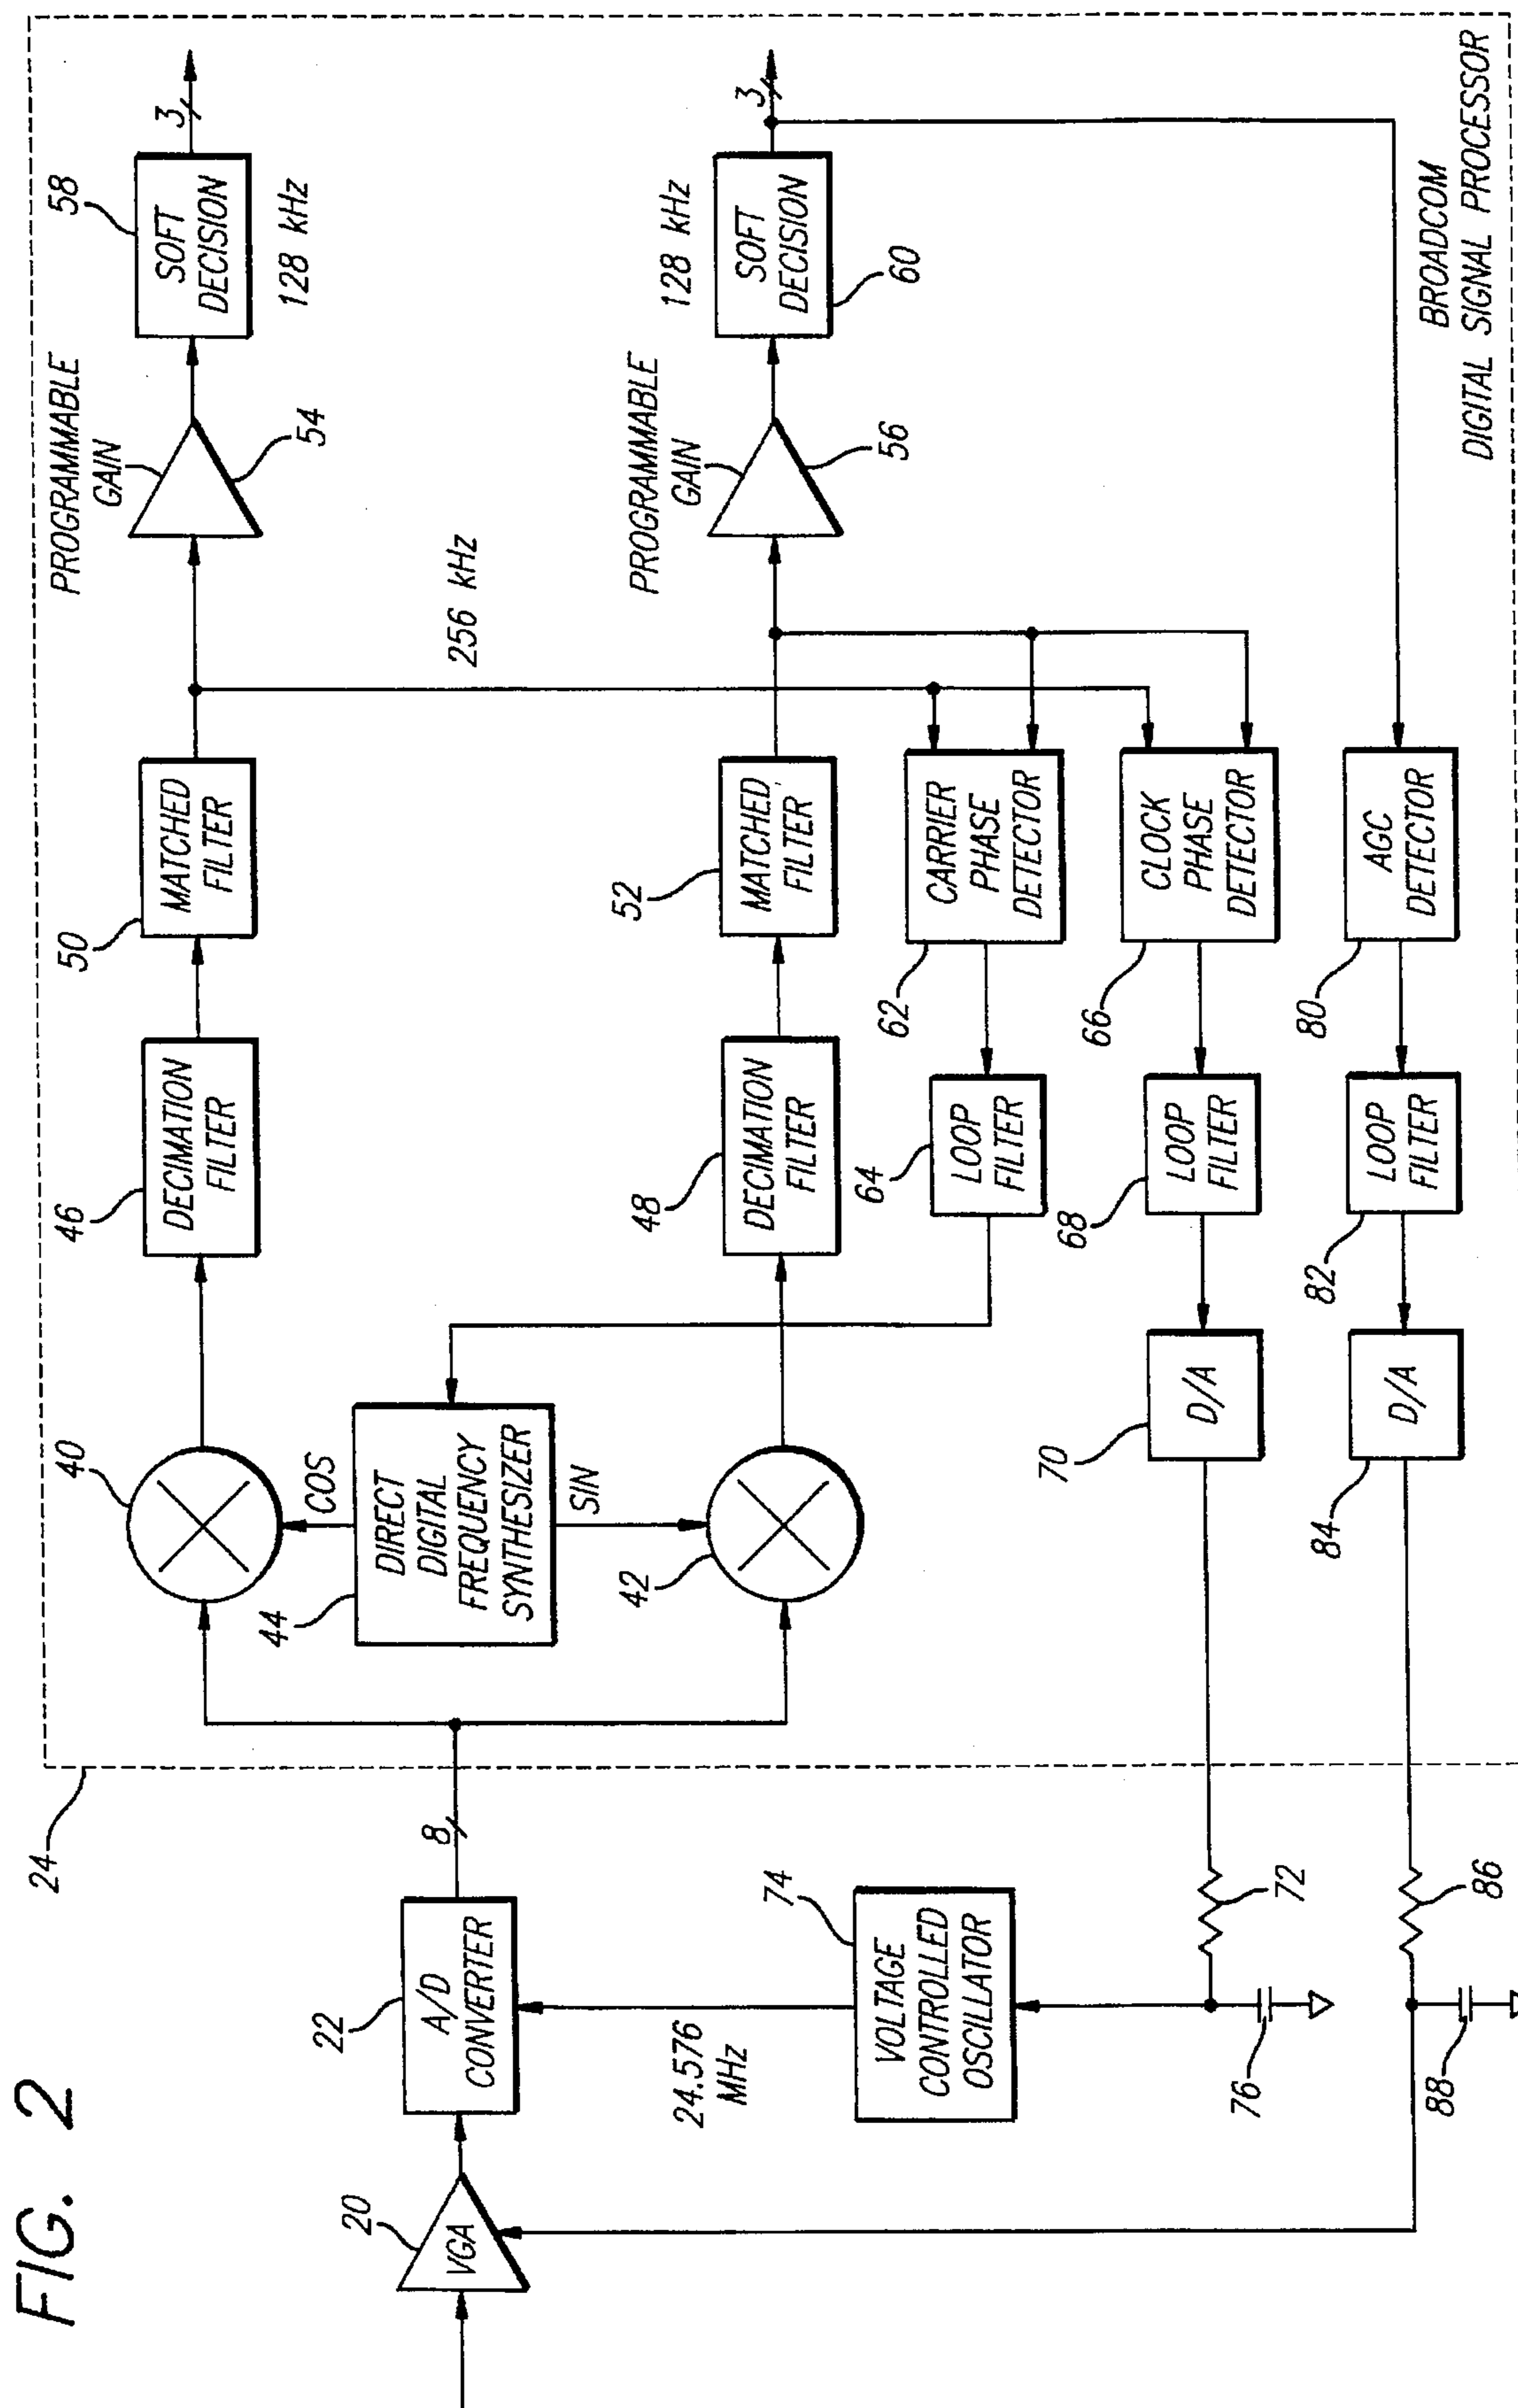 FIG. 2
24
BROADCOM
DIGITAL SIGNAL PROCESSOR
20
VGA
22
A/D
CONVERTER
8
24.576
MHz
74
VOLTAGE
CONTROLLED
OSCILLATOR
72
76
86
88
40
COS
44
DIRECT
DIGITAL
FREQUENCY
SYNTHESIZER
SIN
42
46
DECIMATION
FILTER
50
MATCHED
FILTER
PROGRAMMABLE
GAIN
54
58
SOFT
DECISION
128 kHz
3
256 kHz
48
DECIMATION
FILTER
52
MATCHED
FILTER
PROGRAMMABLE
GAIN
56
128 kHz
SOFT
DECISION
60
3
62
CARRIER
PHASE
DETECTOR
64
LOOP
FILTER
66
CLOCK
PHASE
DETECTOR
68
LOOP
FILTER
70
D/A
80
AGC
DETECTOR
82
LOOP
FILTER
84
D/A